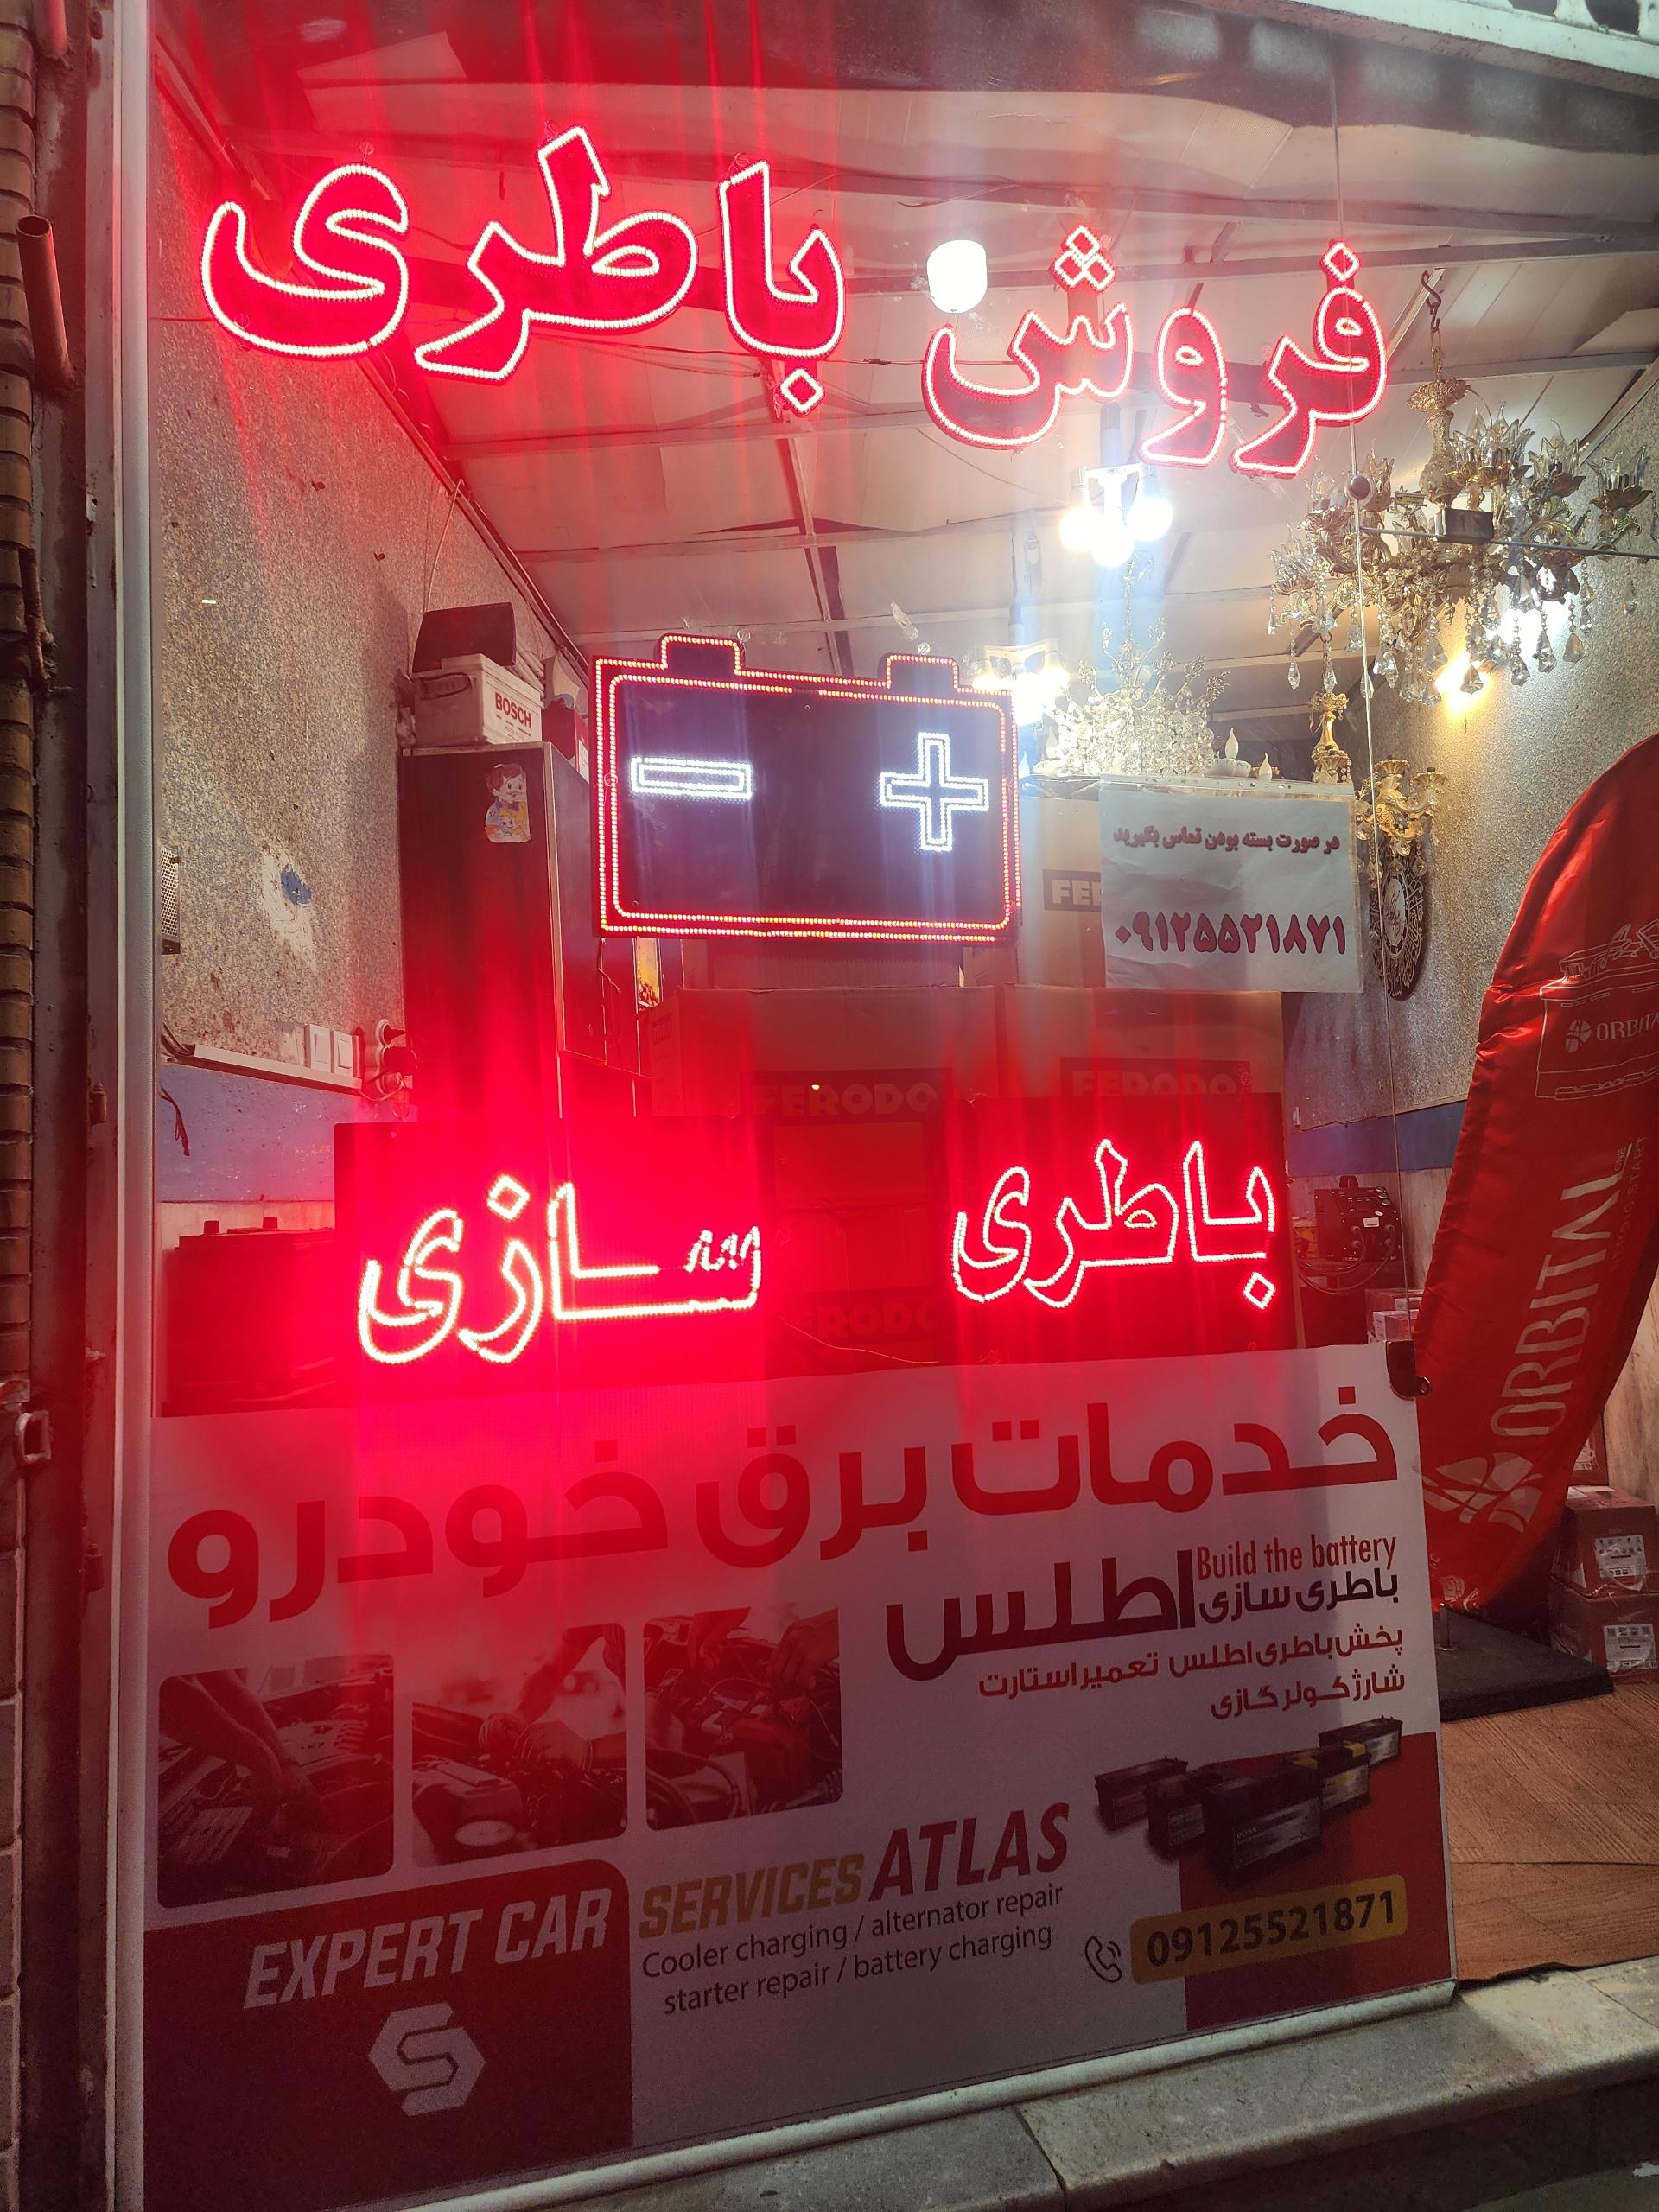 فروش باطری
BOSCH
- +
در صورت بسته بودن تماس بگیرید
۰۹۱۲۵۵۲۱۸۷۱
FERODO
FERODO
باطری سازی
FERODO
ORBITAL
ORBITAL
خدمات برق خودرو
Build the battery
باطری سازی اطلس
پخش باطری اطلس تعمیر استارت
شارژ کولر گازی
EXPERT CAR
SERVICES ATLAS
Cooler charging / alternator repair
starter repair / battery charging
09125521871